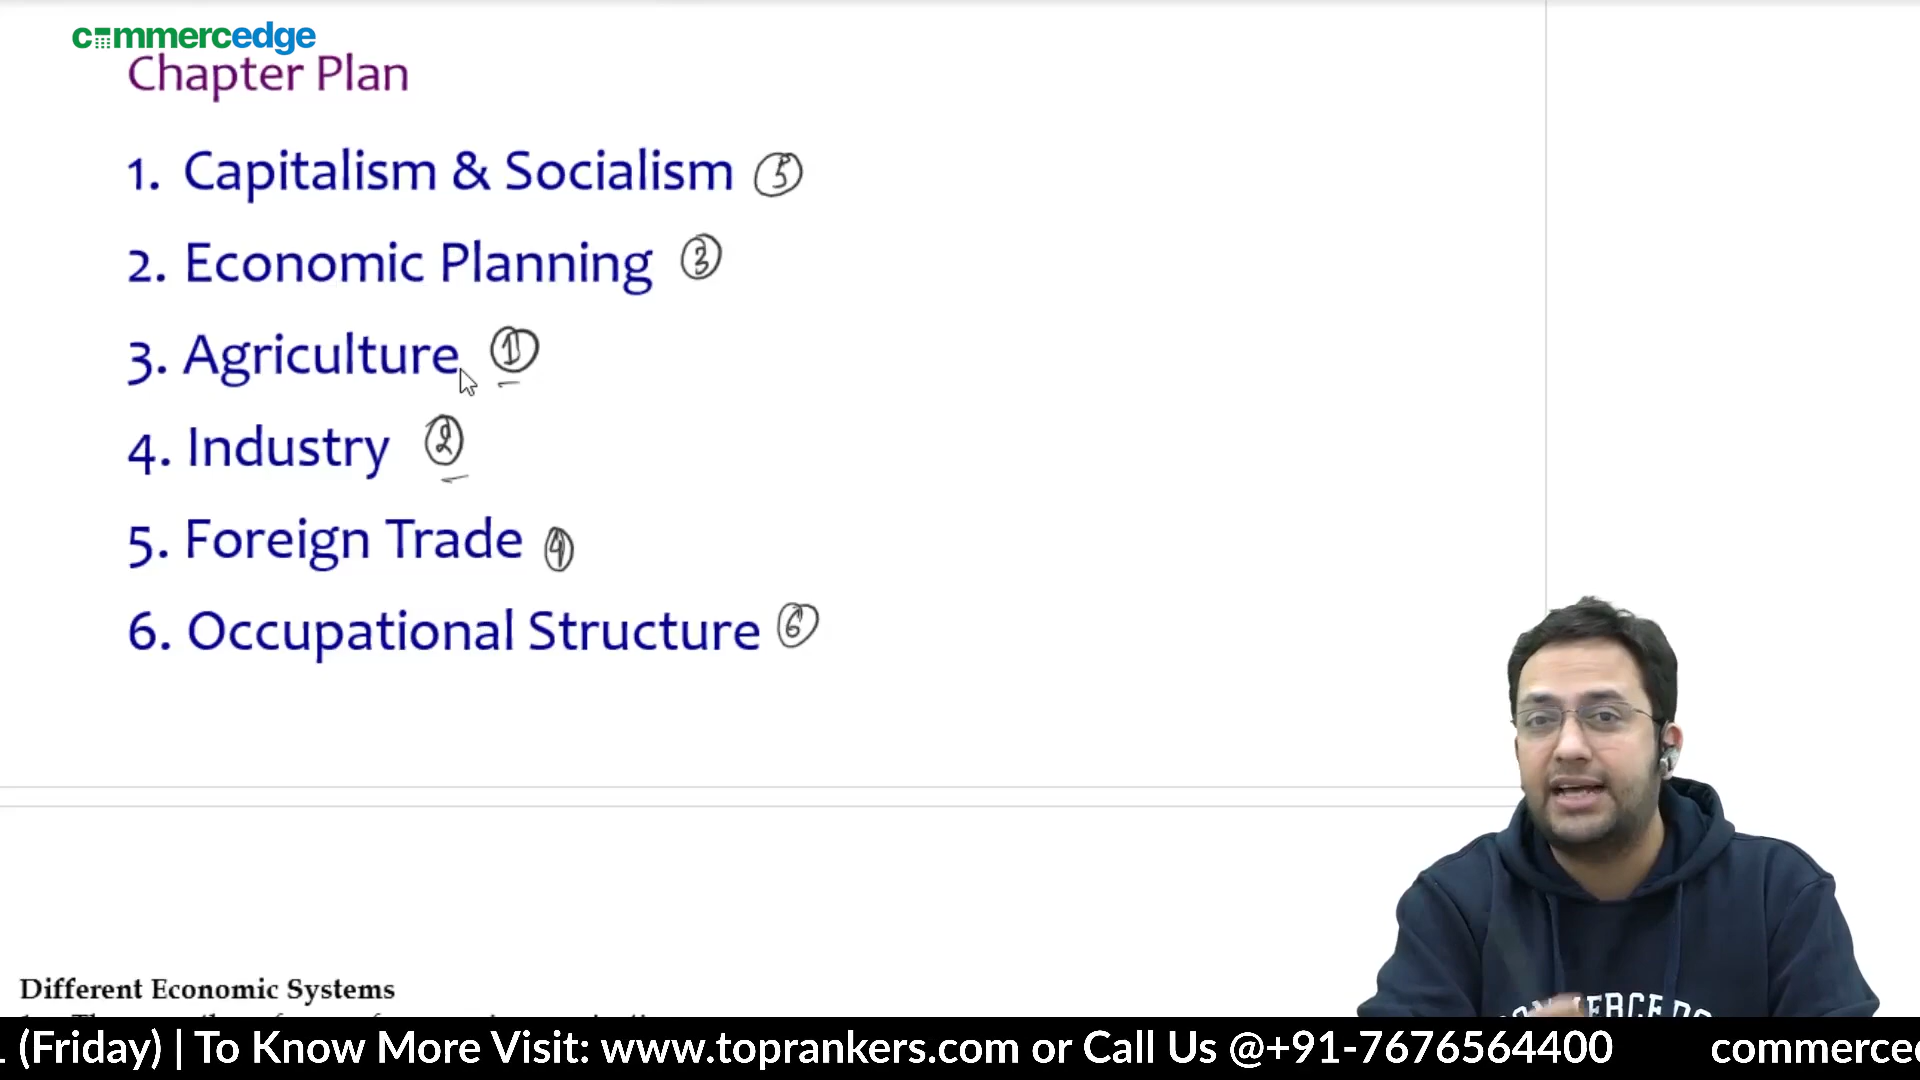 commercedge
Chapter Plan
1. Capitalism & Socialism 5
2. Economic Planning 3
3. Agriculture 1
4. Industry 2
5. Foreign Trade 4
6. Occupational Structure 6
Different Economic Systems
(Friday) | To Know More Visit: www.toprankers.com or Call Us @+91-7676564400